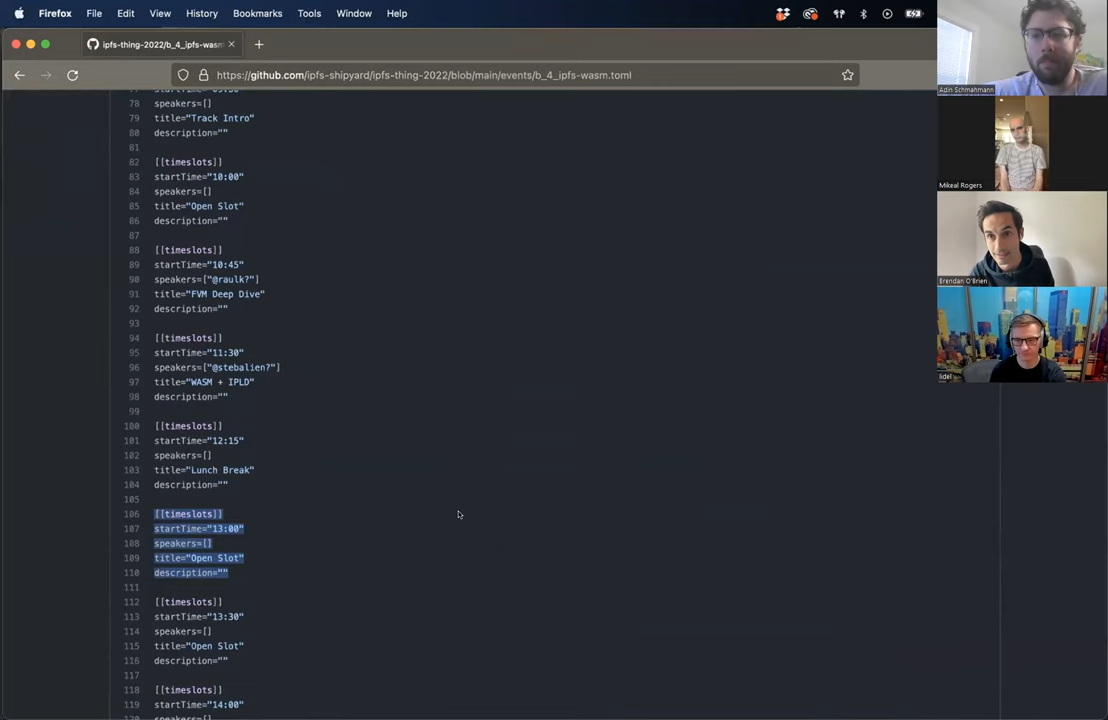 Firefox File Edit View History Bookmarks Tools Window Help
ipfs-thing-2022/b_4_ipfs-wasm
https://github.com/ipfs-shipyard/ipfs-thing-2022/blob/main/events/b_4_ipfs-wasm.toml
78 speakers=[]
79 title="Track Intro"
80 description=""
81
82 [[timeslots]]
83 startTime="10:00"
84 speakers=[]
85 title="Open Slot"
86 description=""
87
88 [[timeslots]]
89 startTime="10:45"
90 speakers=["@raulk?"]
91 title="FVM Deep Dive"
92 description=""
93
94 [[timeslots]]
95 startTime="11:30"
96 speakers=["@stebalien?"]
97 title="WASM + IPLD"
98 description=""
99
100 [[timeslots]]
101 startTime="12:15"
102 speakers=[]
103 title="Lunch Break"
104 description=""
105
106 [[timeslots]]
107 startTime="13:00"
108 speakers=[]
109 title="Open Slot"
110 description=""
111
112 [[timeslots]]
113 startTime="13:30"
114 speakers=[]
115 title="Open Slot"
116 description=""
117
118 [[timeslots]]
119 startTime="14:00"
Adin Schmahmann
Mikeal Rogers
Brendan O'Brien
lidel